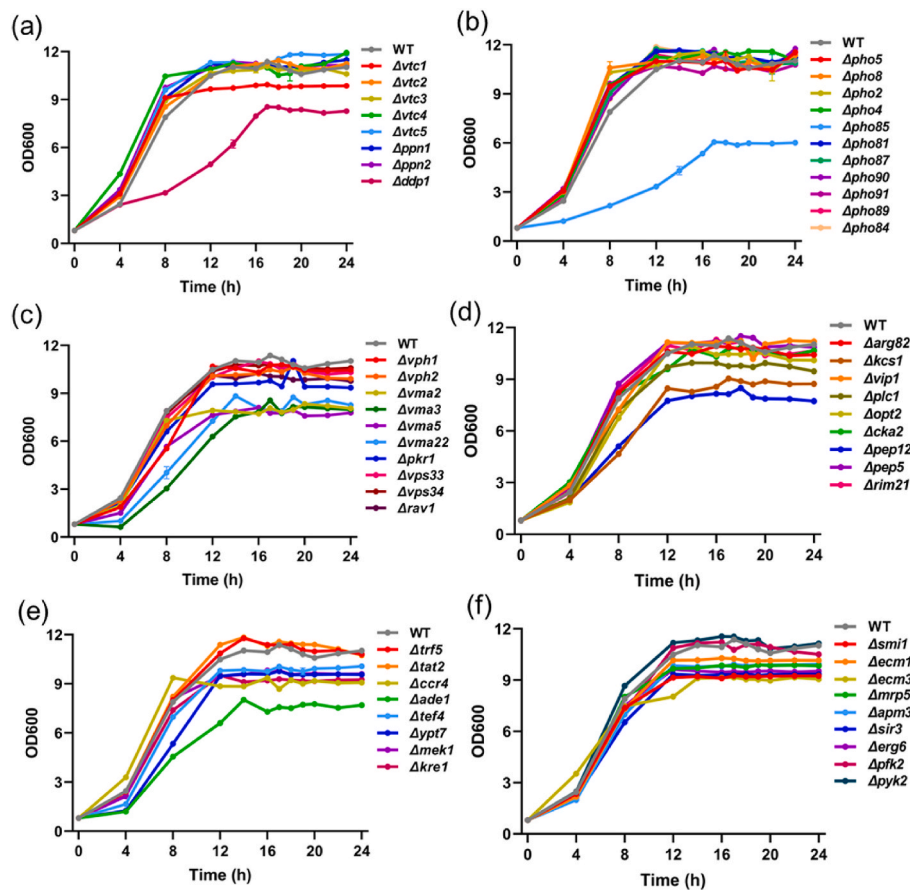 (a)
OD600
12
9
6
3
0
0 4 8 12 16 20 24
Time (h)
WT
Δvtc1
Δvtc2
Δvtc3
Δvtc4
Δvtc5
Δppn1
Δppn2
Δddp1
(b)
OD600
12
9
6
3
0
0 4 8 12 16 20 24
Time (h)
WT
Δpho5
Δpho8
Δpho2
Δpho4
Δpho85
Δpho81
Δpho87
Δpho90
Δpho91
Δpho89
Δpho84
(c)
OD600
12
9
6
3
0
0 4 8 12 16 20 24
Time (h)
WT
Δvph1
Δvph2
Δvma2
Δvma3
Δvma5
Δvma22
Δpkr1
Δvps33
Δvps34
Δrav1
(d)
OD600
12
9
6
3
0
0 4 8 12 16 20 24
Time (h)
WT
Δarg82
Δkcs1
Δvip1
Δplc1
Δopt2
Δcka2
Δpep12
Δpep5
Δrim21
(e)
OD600
12
9
6
3
0
0 4 8 12 16 20 24
Time (h)
WT
Δtrf5
Δtat2
Δccr4
Δade1
Δtef4
Δypt7
Δmek1
Δkre1
(f)
OD600
12
9
6
3
0
0 4 8 12 16 20 24
Time (h)
WT
Δsmi1
Δecm1
Δecm3
Δmrp5
Δapm3
Δsir3
Δerg6
Δpfk2
Δpyk2